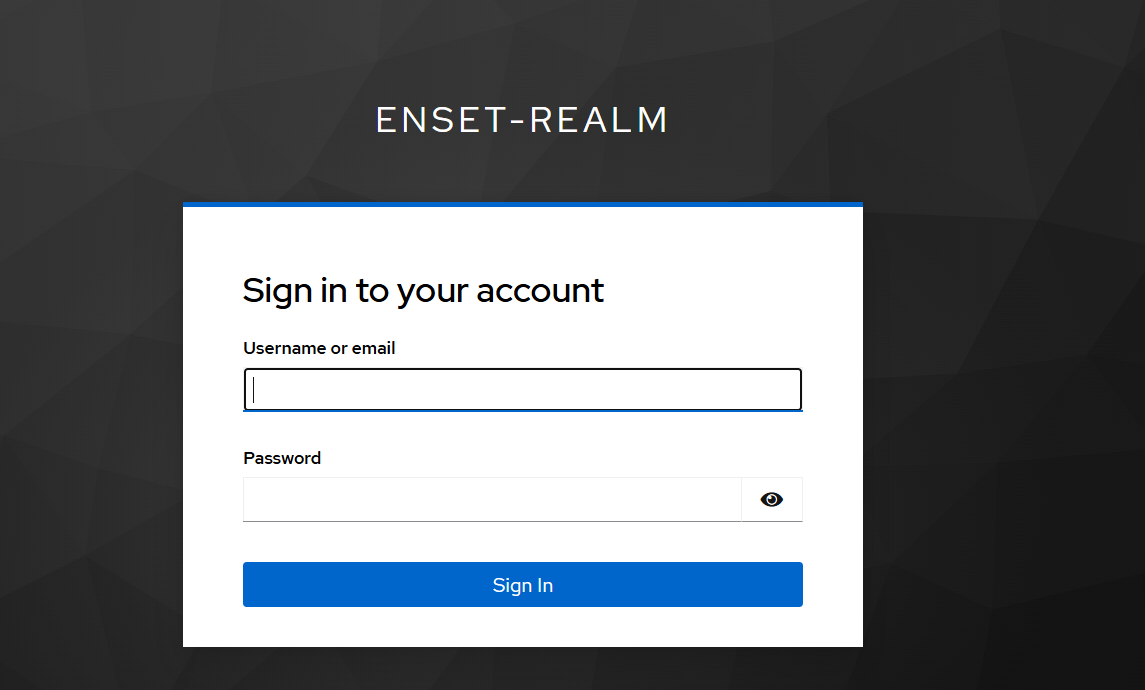 ENSET-REALM
Sign in to your account
Username or email
Password
Sign In